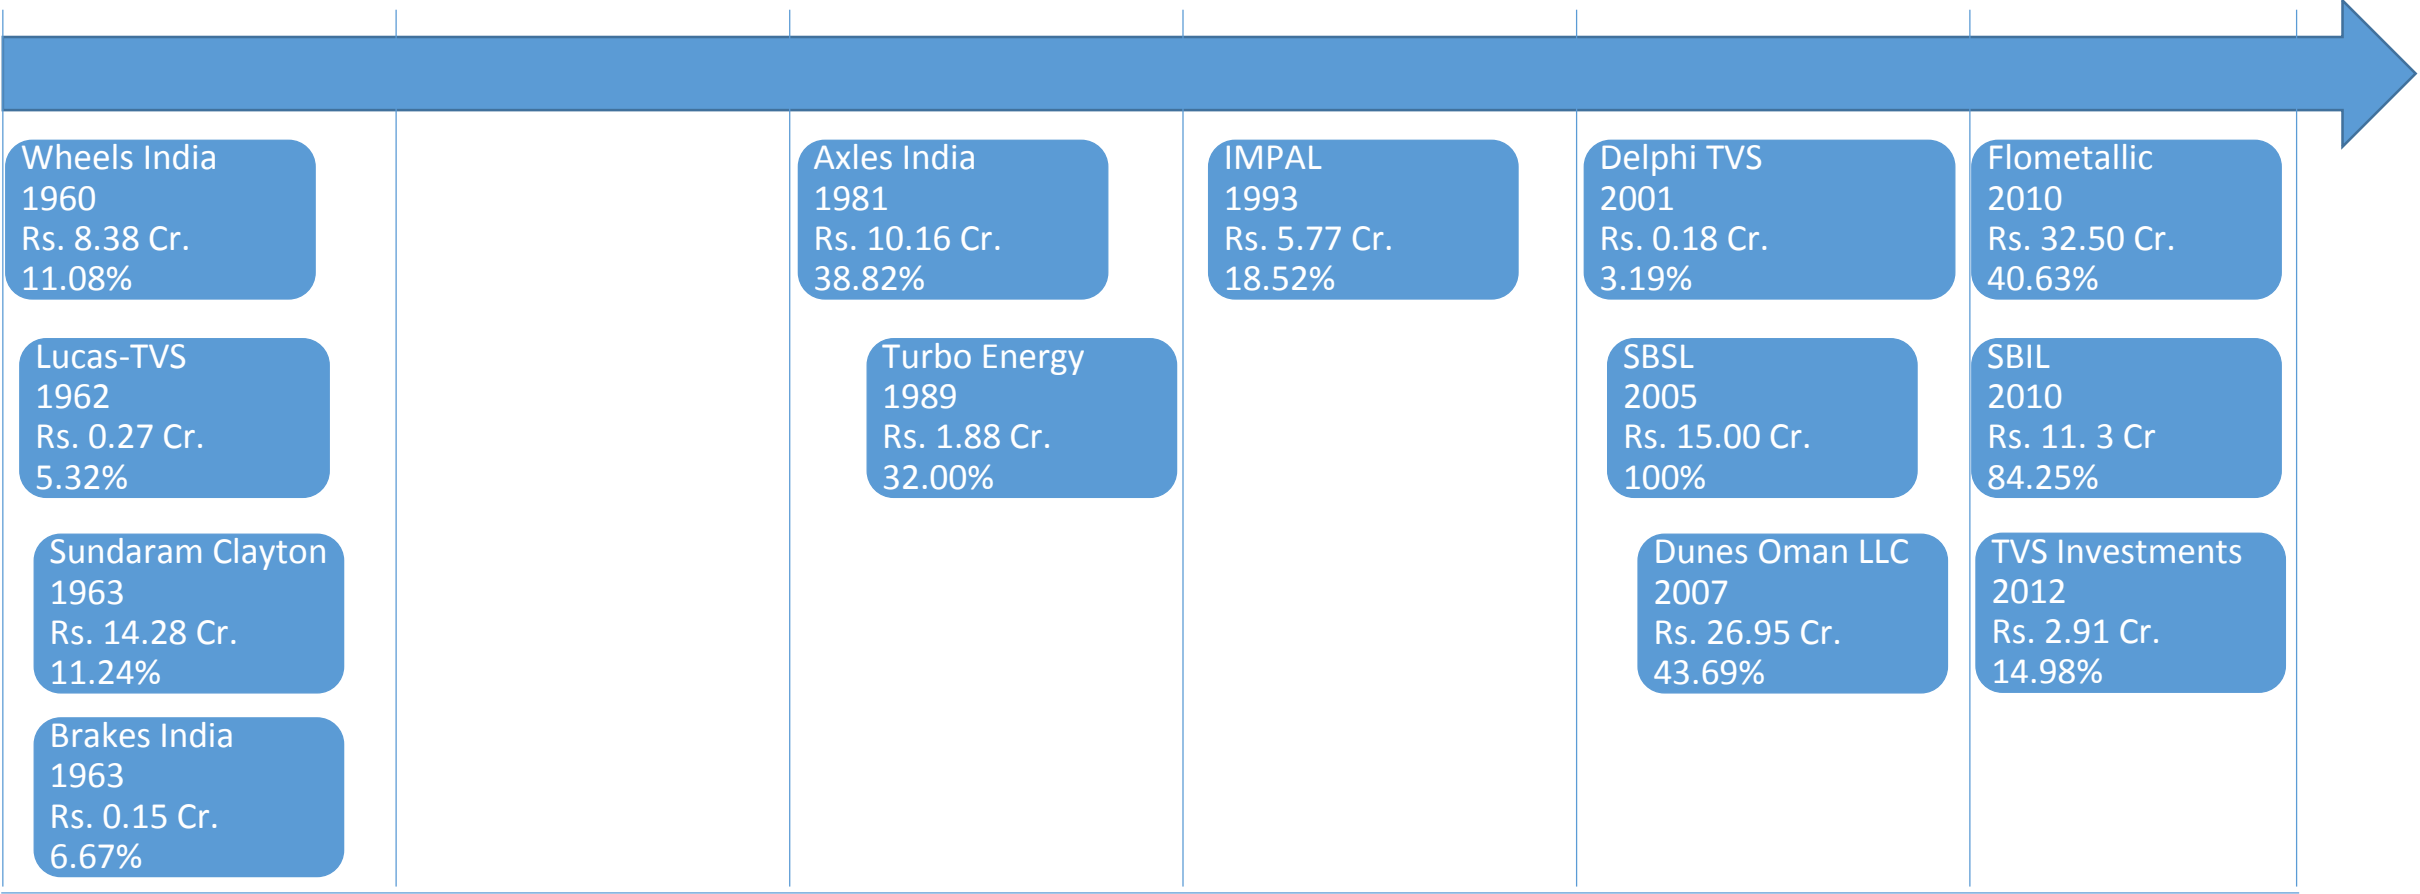 Wheels India
1960
Rs. 8.38 Cr.
11.08%
Lucas-TVS
1962
Rs. 0.27 Cr.
5.32%
Sundaram Clayton
1963
Rs. 14.28 Cr.
11.24%
Brakes India
1963
Rs. 0.15 Cr.
6.67%
Axles India
1981
Rs. 10.16 Cr.
38.82%
Turbo Energy
1989
Rs. 1.88 Cr.
32.00%
IMPAL
1993
Rs. 5.77 Cr.
18.52%
Delphi TVS
2001
Rs. 0.18 Cr.
3.19%
SBSL
2005
Rs. 15.00 Cr.
100%
Dunes Oman LLC
2007
Rs. 26.95 Cr.
43.69%
Flometallic
2010
Rs. 32.50 Cr.
40.63%
SBIL
2010
Rs. 11. 3 Cr
84.25%
TVS Investments
2012
Rs. 2.91 Cr.
14.98%